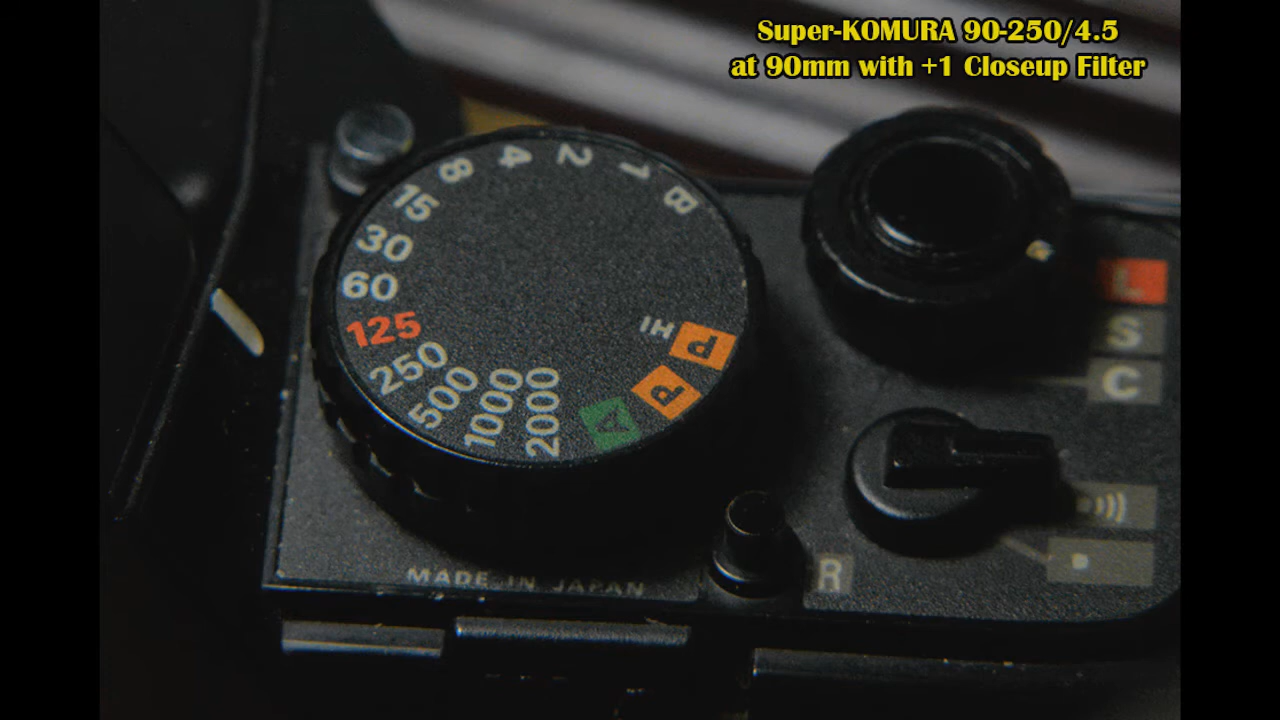 Super-KOMURA 90-250/4.5
at 90mm with +1 Closeup Filter
B
1
2
4
8
15
30
60
125
250
500
1000
2000
A
P
P
HI
L
S
C
R
MADE IN JAPAN